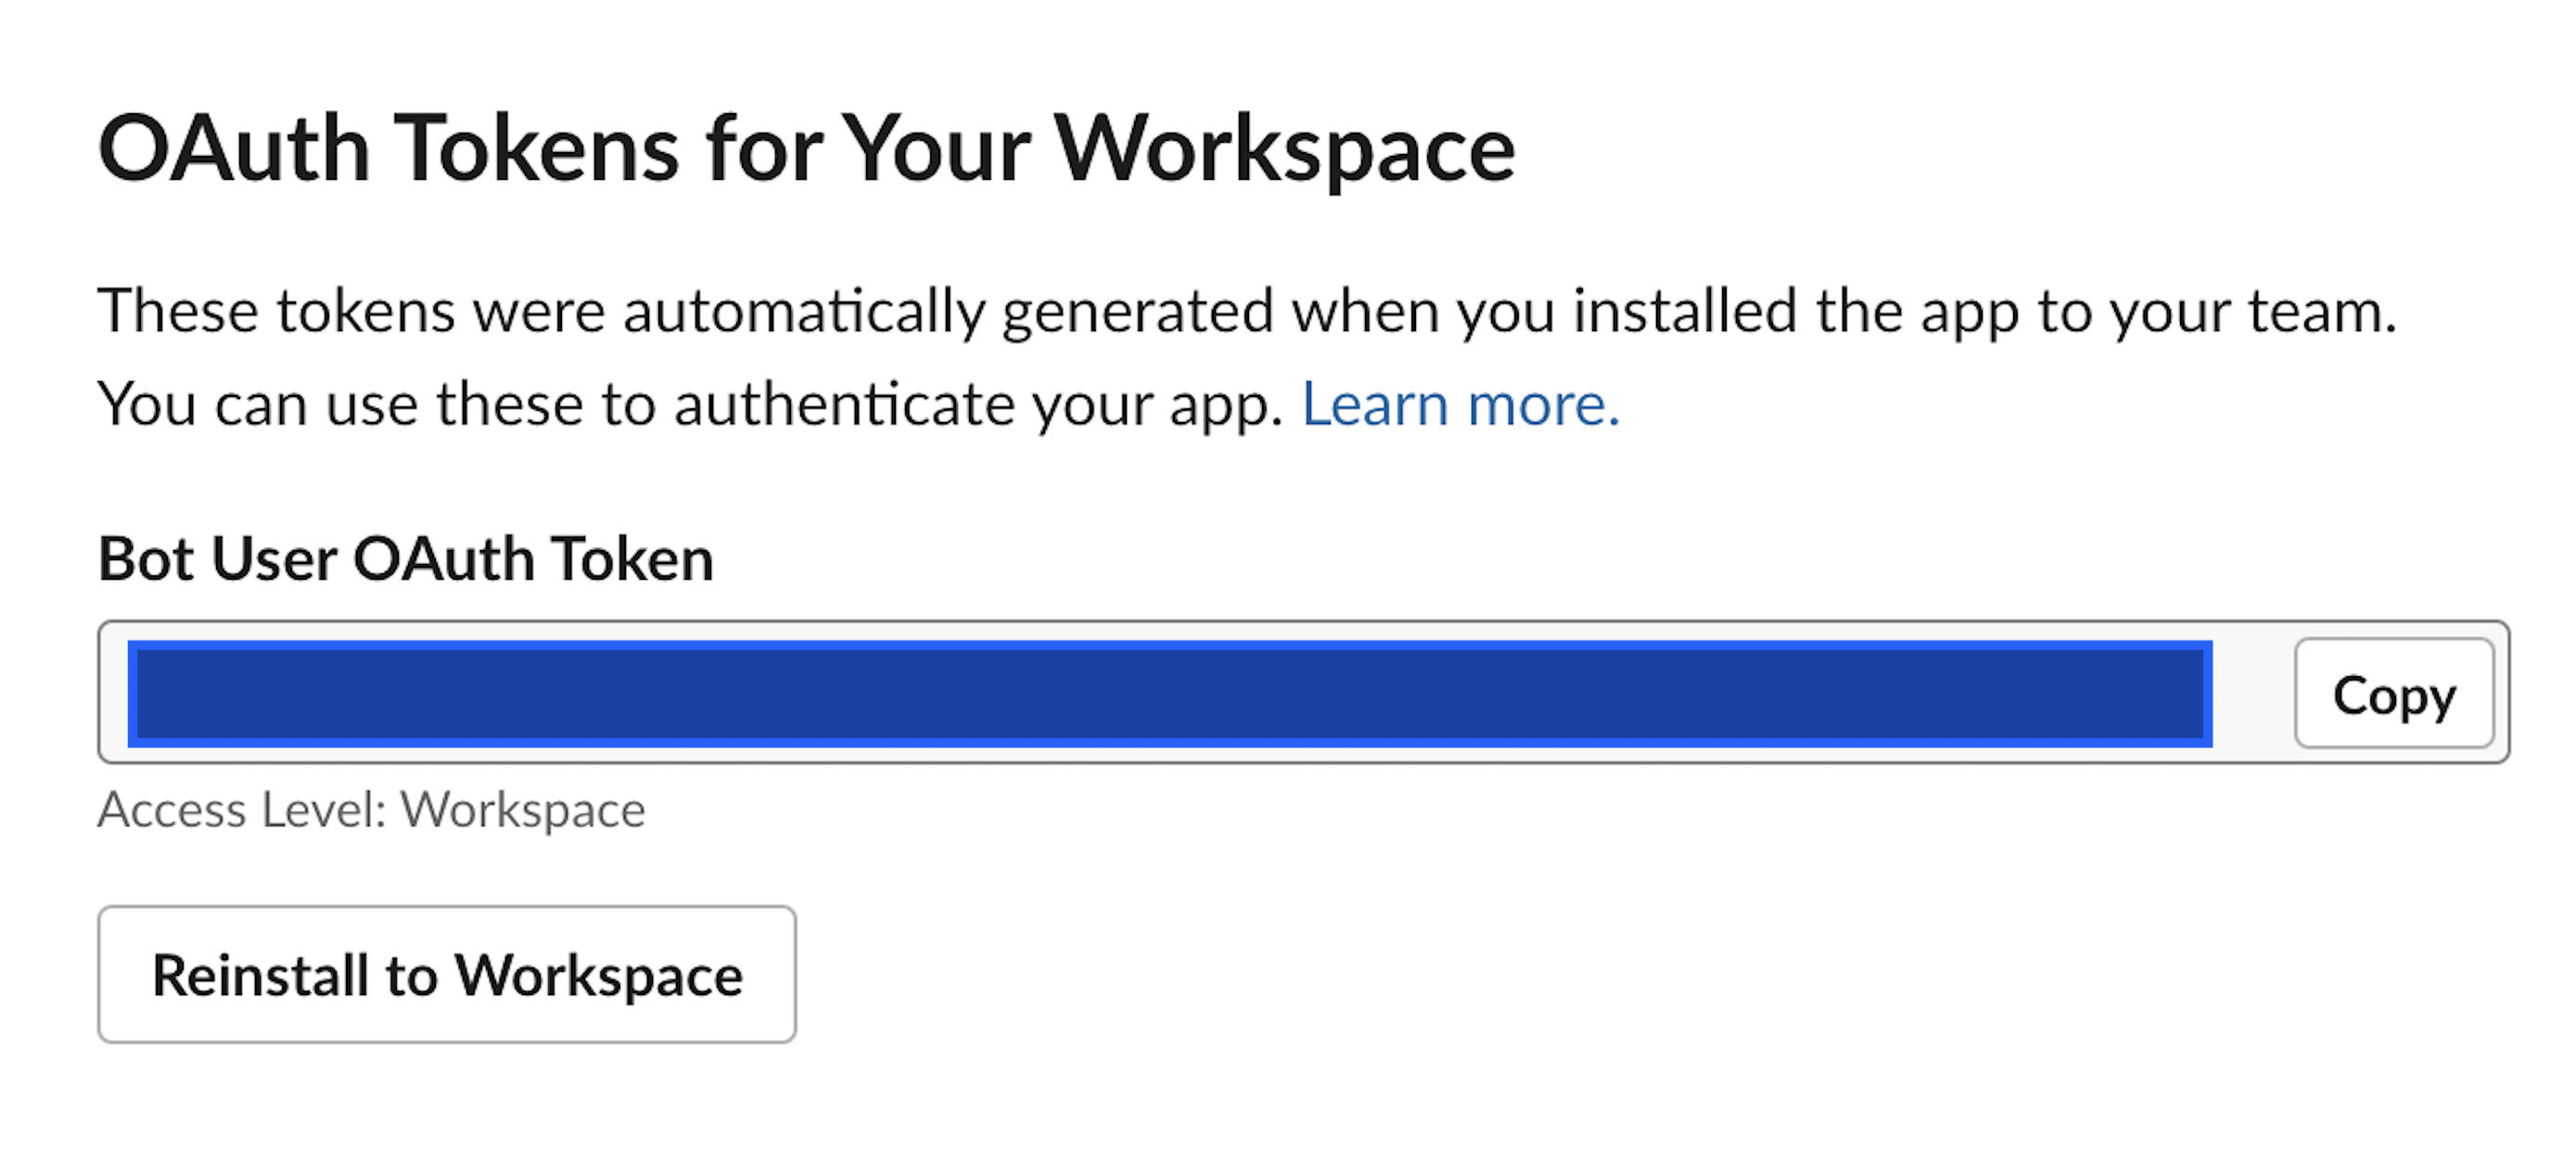 OAuth Tokens for Your Workspace
These tokens were automatically generated when you installed the app to your team.
You can use these to authenticate your app. Learn more.
Bot User OAuth Token
Copy
Access Level: Workspace
Reinstall to Workspace